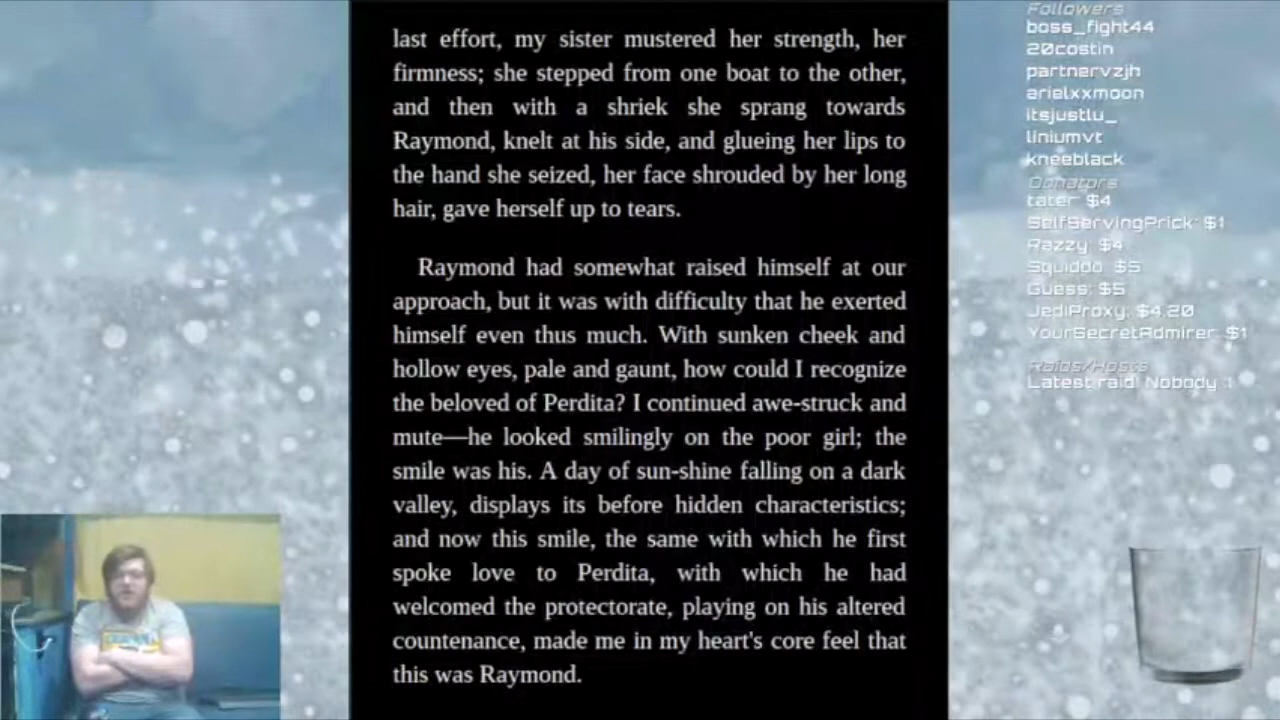 last effort, my sister mustered her strength, her
firmness; she stepped from one boat to the other,
and then with a shriek she sprang towards
Raymond, knelt at his side, and glueing her lips to
the hand she seized, her face shrouded by her long
hair, gave herself up to tears.
Raymond had somewhat raised himself at our
approach, but it was with difficulty that he exerted
himself even thus much. With sunken cheek and
hollow eyes, pale and gaunt, how could I recognize
the beloved of Perdita? I continued awe-struck and
mute—he looked smilingly on the poor girl; the
smile was his. A day of sun-shine falling on a dark
valley, displays its before hidden characteristics;
and now this smile, the same with which he first
spoke love to Perdita, with which he had
welcomed the protectorate, playing on his altered
countenance, made me in my heart's core feel that
this was Raymond.
Followers
boss_fight44
20costin
partnervzjh
arielxxmoon
itsjustlu_
liniumvt
kneeblack
Donators
tater: $4
SelfServingPrick: $1
Razzy: $4
Squidda: $5
Guess: $5
JediProxy: $4.20
YourSecretAdmirer: $1
Raids/Hosts
Latest raid: Nobody :(